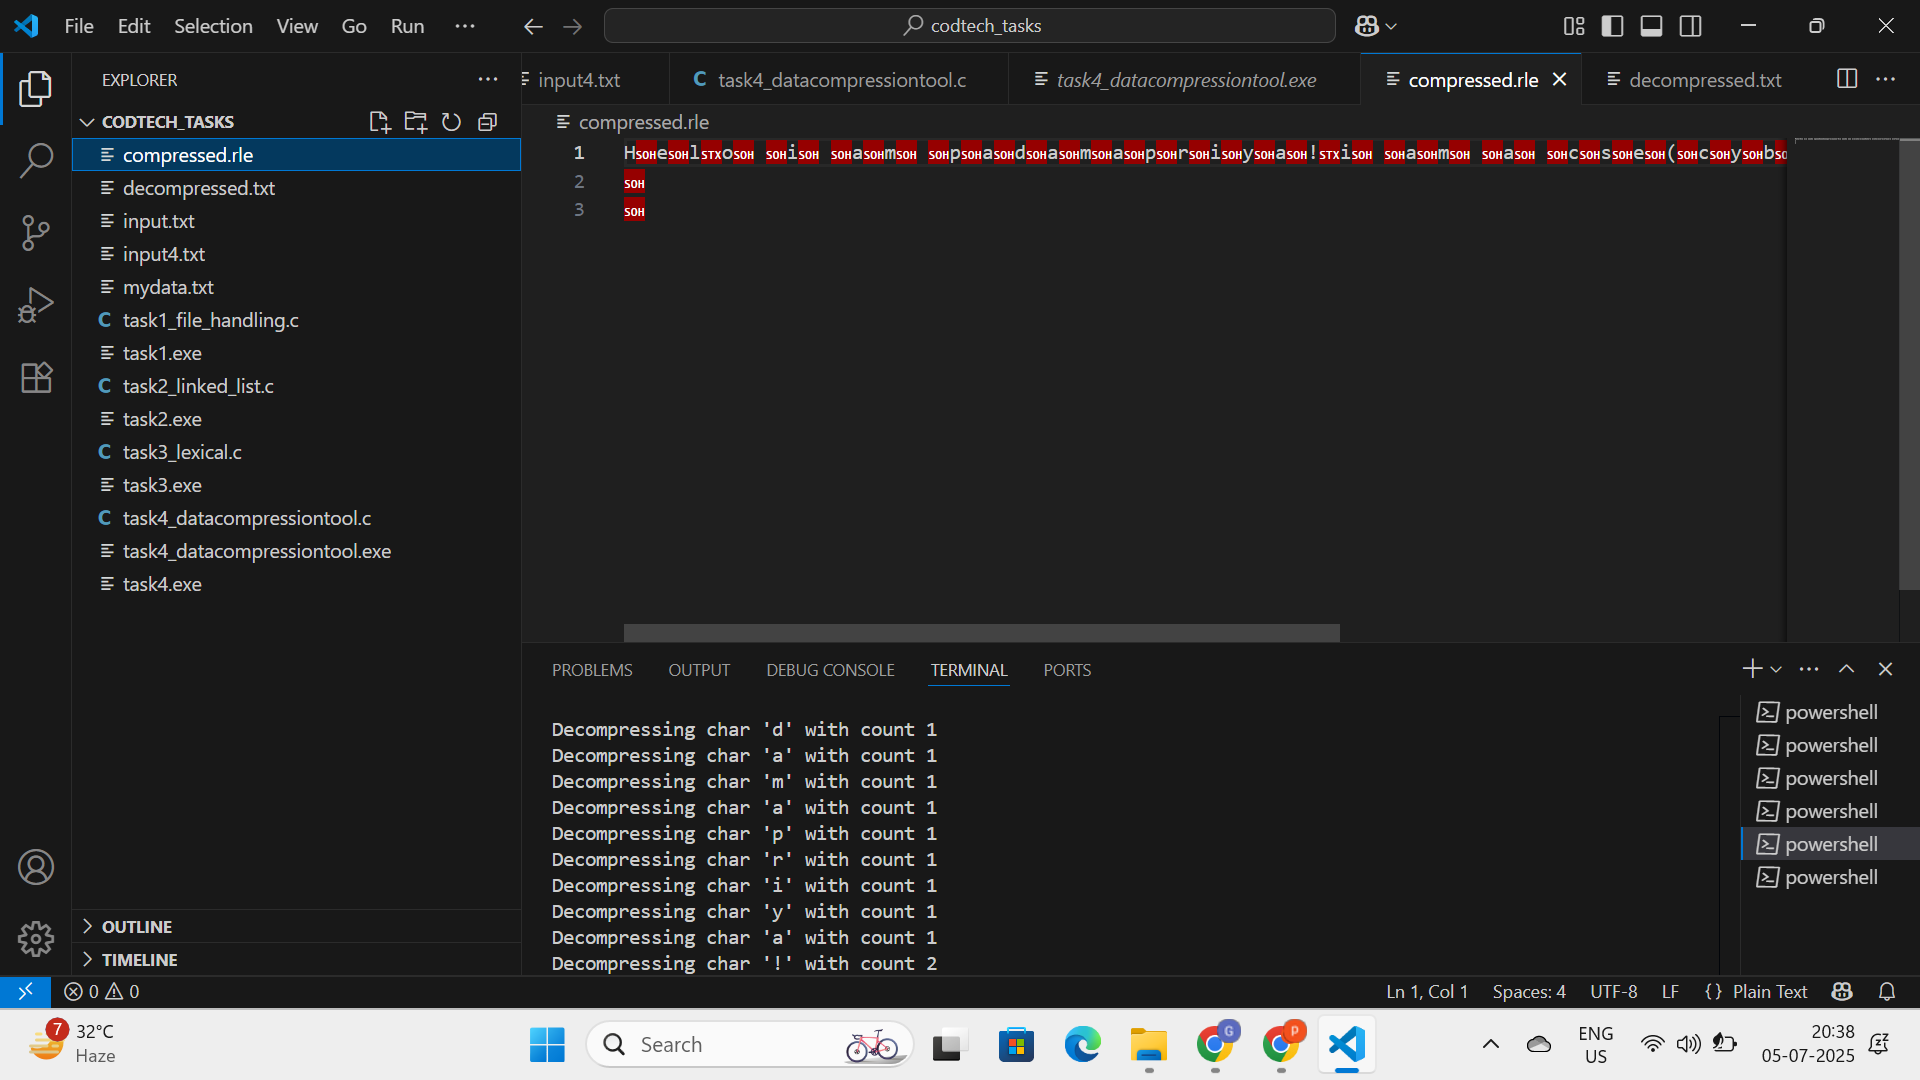 File Edit Selection View Go Run ···
codtech_tasks
EXPLORER
input4.txt
C task4_datacompressiontool.c
task4_datacompressiontool.exe
compressed.rle
decompressed.txt
CODTECH_TASKS
compressed.rle
decompressed.txt
input.txt
input4.txt
mydata.txt
C task1_file_handling.c
task1.exe
C task2_linked_list.c
task2.exe
C task3_lexical.c
task3.exe
C task4_datacompressiontool.c
task4_datacompressiontool.exe
task4.exe
OUTLINE
TIMELINE
compressed.rle
1 HSOHeSOHlSTXoSOH SOHiSOH SOHaSOHmSOH SOHpSOHaSOHdSOHaSOHmSOHaSOHpSOHrSOHiSOHySOHaSOH!STXiSOH SOHaSOHmSOH SOHaSOH SOHcSOHsSOHeSOH(SOHcSOHySOHbSO
2 SOH
3 SOH
PROBLEMS OUTPUT DEBUG CONSOLE TERMINAL PORTS
Decompressing char 'd' with count 1
Decompressing char 'a' with count 1
Decompressing char 'm' with count 1
Decompressing char 'a' with count 1
Decompressing char 'p' with count 1
Decompressing char 'r' with count 1
Decompressing char 'i' with count 1
Decompressing char 'y' with count 1
Decompressing char 'a' with count 1
Decompressing char '!' with count 2
powershell
powershell
powershell
powershell
powershell
powershell
0 0
Ln 1, Col 1 Spaces: 4 UTF-8 LF {} Plain Text
7
32°C
Haze
Search
G
P
ENG
US
20:38
05-07-2025